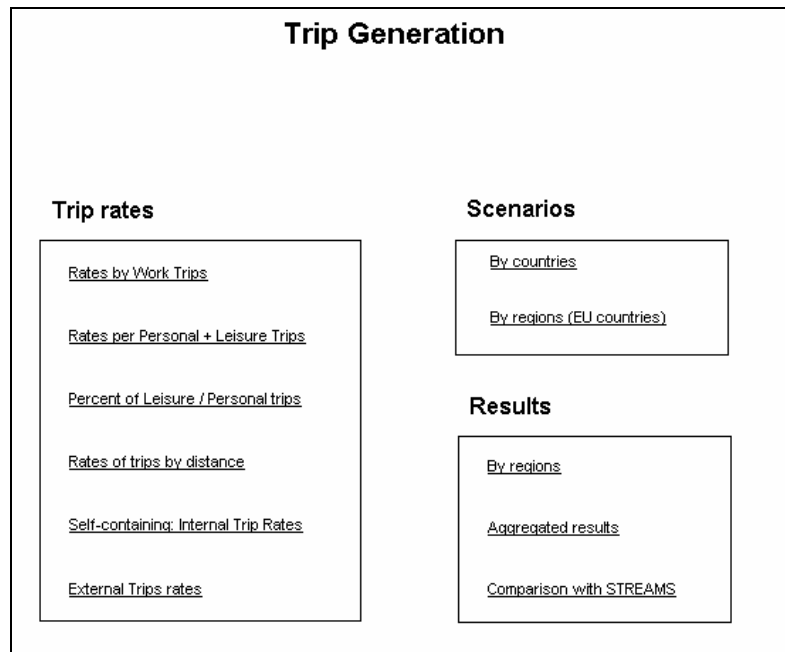 Trip Generation
Trip rates
Rates by Work Trips
Rates per Personal + Leisure Trips
Percent of Leisure / Personal trips
Rates of trips by distance
Self-containing: Internal Trip Rates
External Trips rates
Scenarios
By countries
By regions (EU countries)
Results
By regions
Aggregated results
Comparison with STREAMS